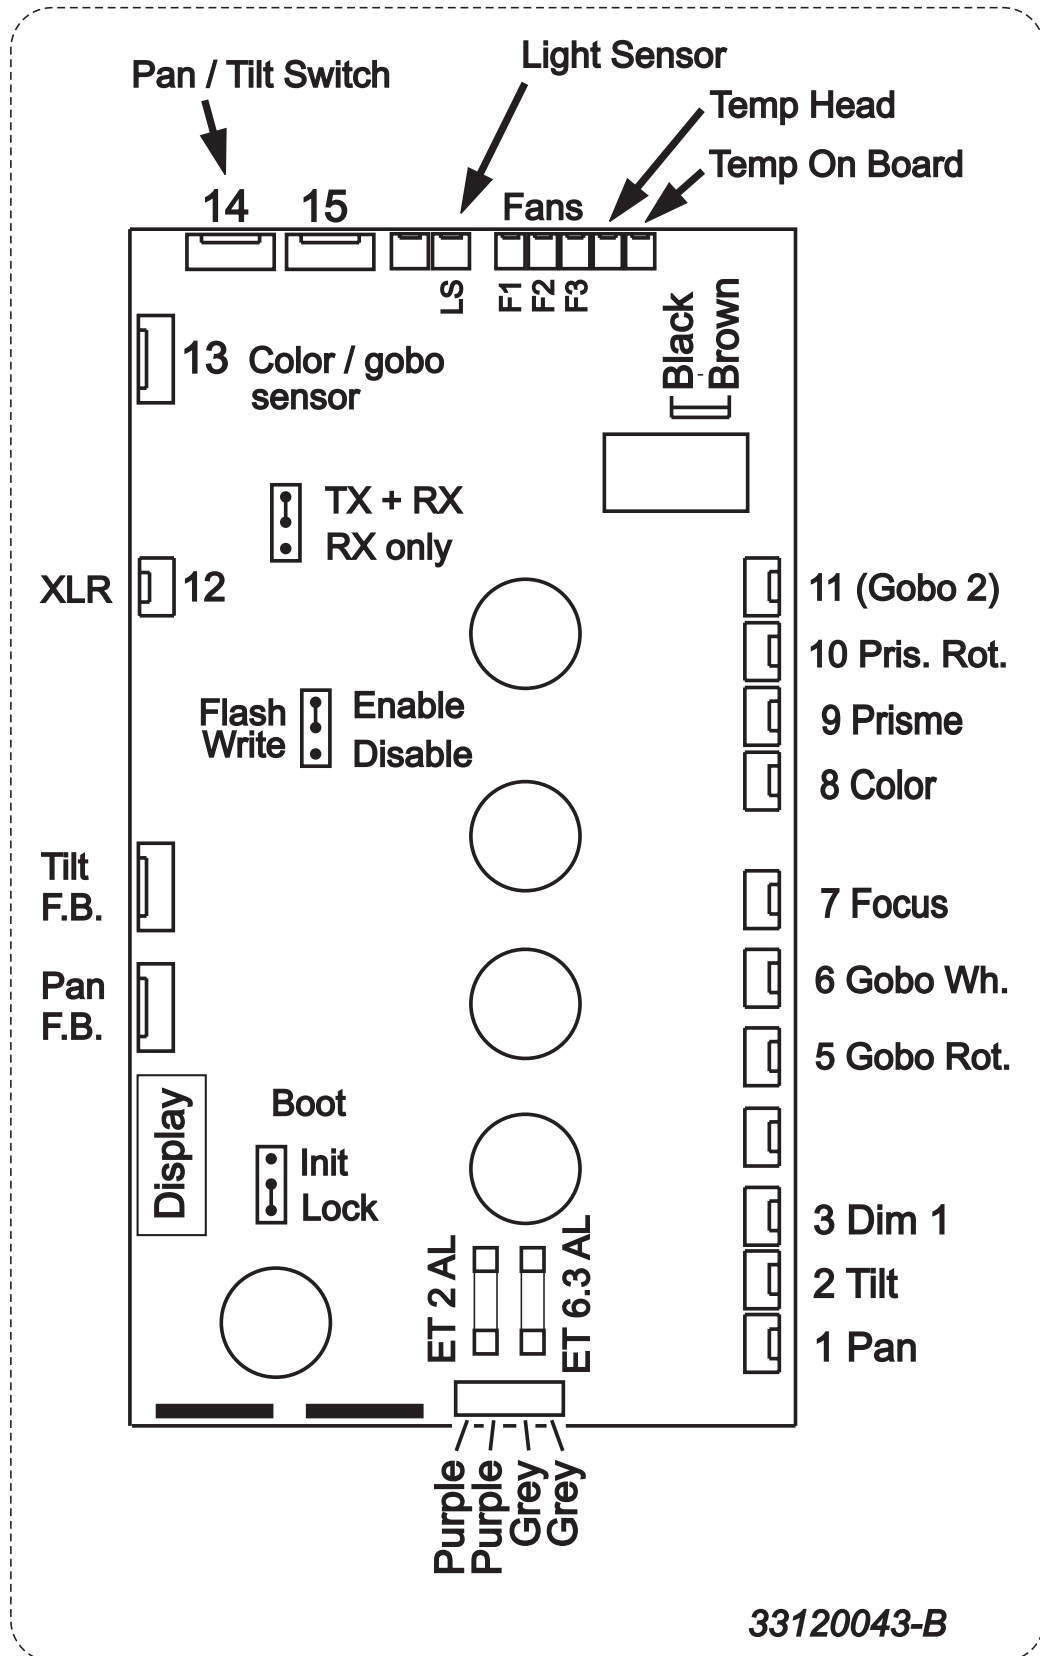 Light Sensor
Pan / Tilt Switch
Temp Head
Temp On Board
14
15
Fans
LS
F1
F2
F3
Black
Brown
13 Color / gobo
sensor
TX + RX
RX only
XLR
12
11 (Gobo 2)
10 Pris. Rot.
Flash
Write
Enable
Disable
9 Prisme
8 Color
Tilt
F.B.
7 Focus
Pan
F.B.
6 Gobo Wh.
5 Gobo Rot.
Display
Boot
Init
Lock
3 Dim 1
2 Tilt
1 Pan
ET 2 AL
ET 6.3 AL
Purple
Purple
Grey
Grey
33120043-B